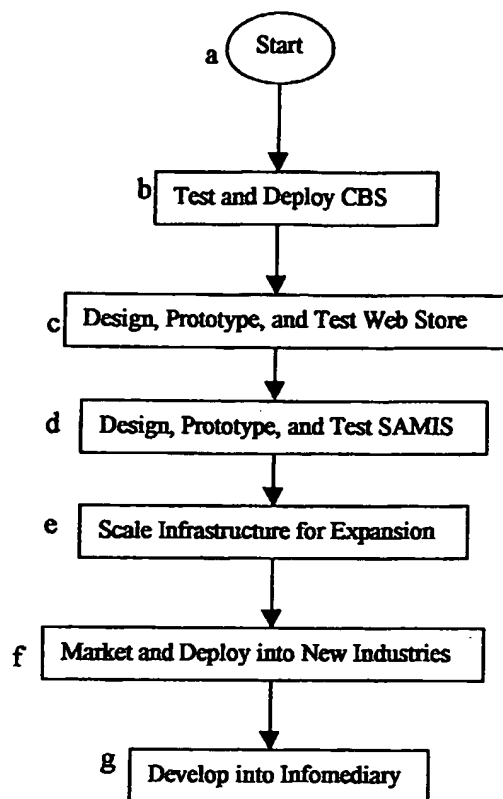 a Start
b Test and Deploy CBS
c Design, Prototype, and Test Web Store
d Design, Prototype, and Test SAMIS
e Scale Infrastructure for Expansion
f Market and Deploy into New Industries
g Develop into Infomediary